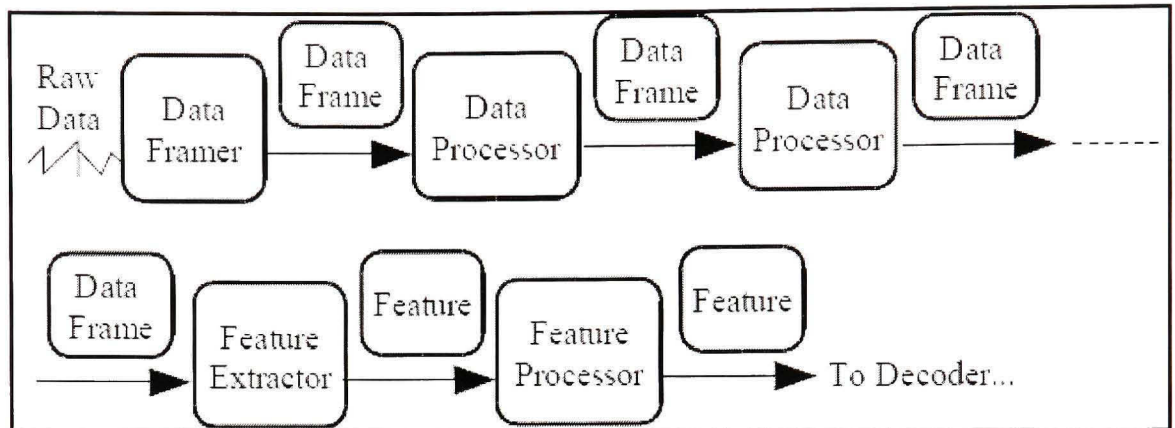 Raw
Data
Data
Framer
Data
Frame
Data
Processor
Data
Frame
Data
Processor
Data
Frame
Data
Frame
Feature
Extractor
Feature
Feature
Processor
Feature
To Decoder...